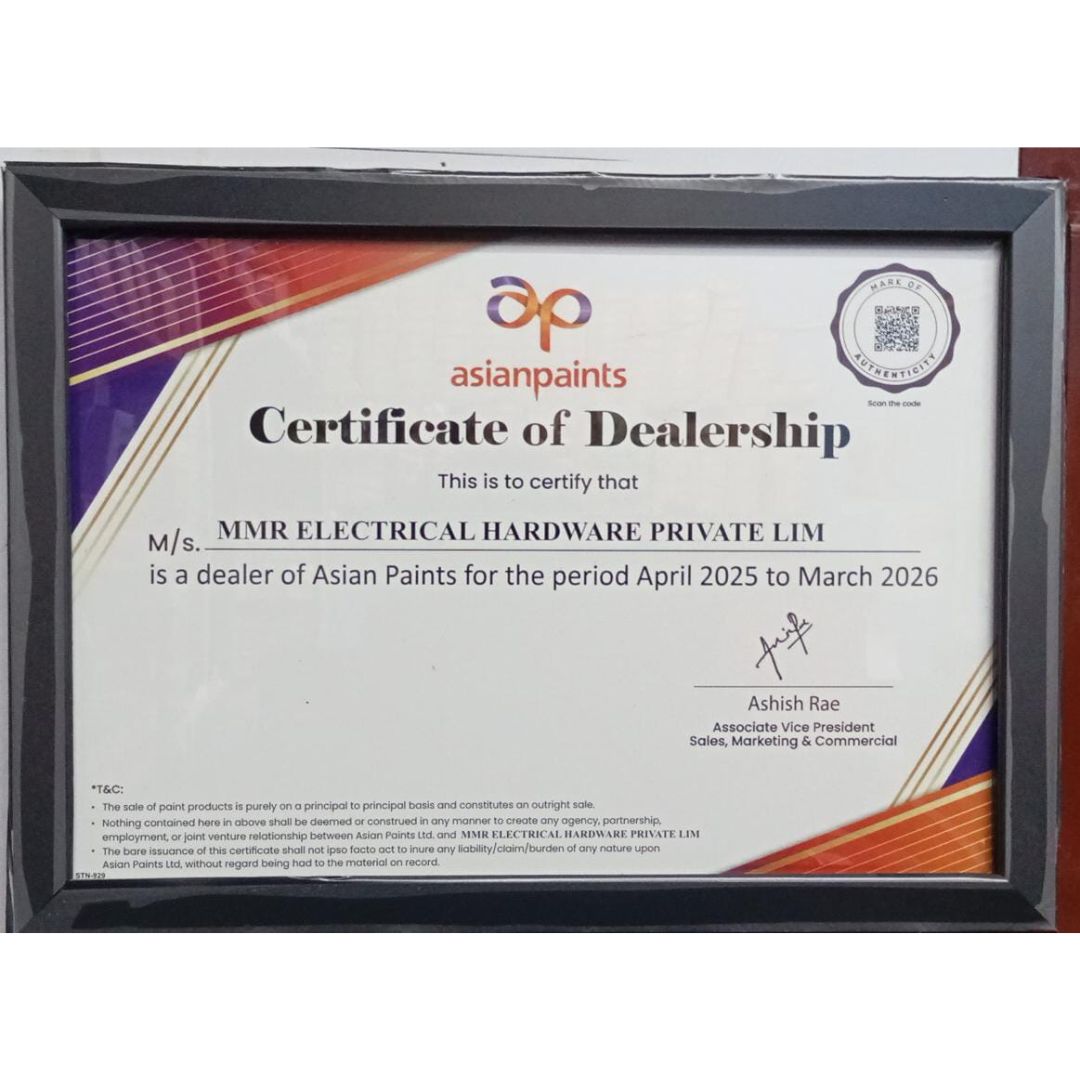 MARK OF
AUTHENTICITY
Scan the code
ap
asianpaints
Certificate of Dealership
This is to certify that
M/s. MMR ELECTRICAL HARDWARE PRIVATE LIM
is a dealer of Asian Paints for the period April 2025 to March 2026
Ashish Rae
Associate Vice President
Sales, Marketing & Commercial
*T&C:
• The sale of paint products is purely on a principal to principal basis and constitutes an outright sale.
• Nothing contained here in above shall be deemed or construed in any manner to create any agency, partnership,
employment, or joint venture relationship between Asian Paints Ltd. and MMR ELECTRICAL HARDWARE PRIVATE LIM
• The bare issuance of this certificate shall not ipso facto act to inure any liability/claim/burden of any nature upon
Asian Paints Ltd, without regard being had to the material on record.
STN-929